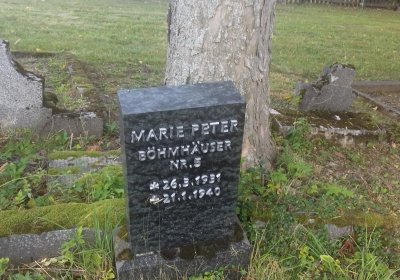 MARIE PETER
BÖHMHÄUSER
NR. 5
* 26.3.1931
+ 21.1.1940